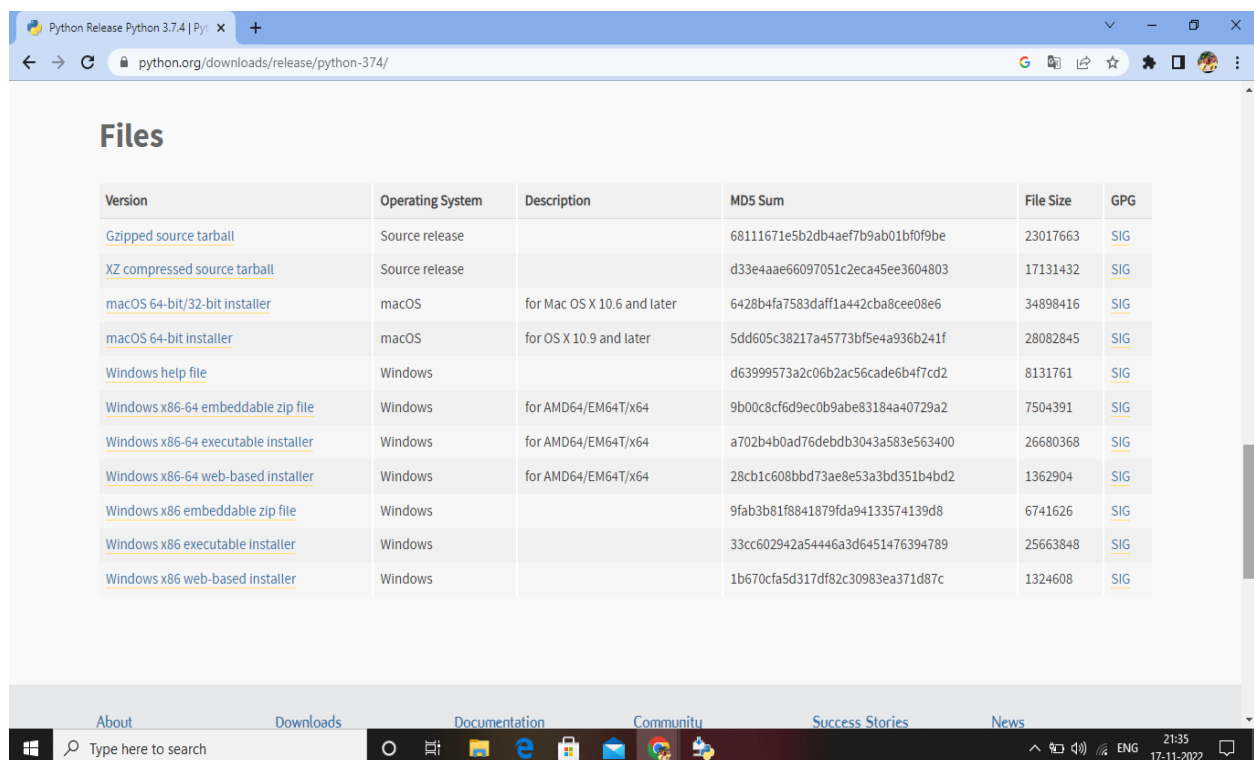 Python Release Python 3.7.4 | Pyt
python.org/downloads/release/python-374/
Files
Version Operating System Description MD5 Sum File Size GPG
Gzipped source tarball Source release 68111671e5b2db4aef7b9ab01bf0f9be 23017663 SIG
XZ compressed source tarball Source release d33e4aae66097051c2eca45ee3604803 17131432 SIG
macOS 64-bit/32-bit installer macOS for Mac OS X 10.6 and later 6428b4fa7583daff1a442cba8cee08e6 34898416 SIG
macOS 64-bit installer macOS for OS X 10.9 and later 5dd605c38217a45773bf5e4a936b241f 28082845 SIG
Windows help file Windows d63999573a2c06b2ac56cade6b4f7cd2 8131761 SIG
Windows x86-64 embeddable zip file Windows for AMD64/EM64T/x64 9b00c8cf6d9ec0b9abe83184a40729a2 7504391 SIG
Windows x86-64 executable installer Windows for AMD64/EM64T/x64 a702b4b0ad76debdb3043a583e563400 26680368 SIG
Windows x86-64 web-based installer Windows for AMD64/EM64T/x64 28cb1c608bbd73ae8e53a3bd351b4bd2 1362904 SIG
Windows x86 embeddable zip file Windows 9fab3b81f8841879fda94133574139d8 6741626 SIG
Windows x86 executable installer Windows 33cc602942a54446a3d6451476394789 25663848 SIG
Windows x86 web-based installer Windows 1b670cfa5d317df82c30983ea371d87c 1324608 SIG
About Downloads Documentation Community Success Stories News
Type here to search ENG 21:35
17-11-2022